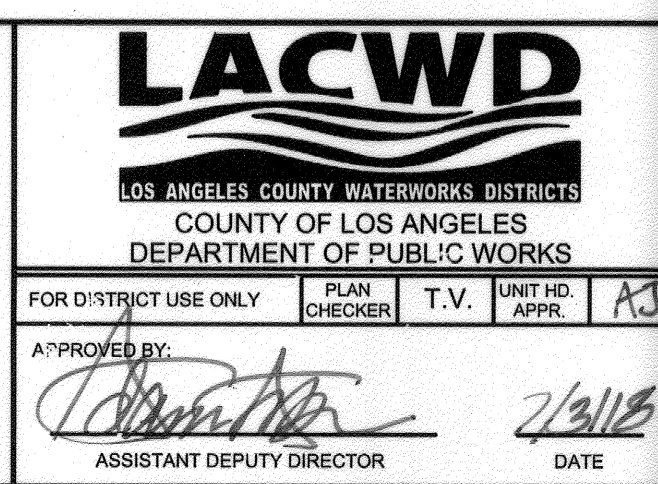 LACWD
LOS ANGELES COUNTY WATERWORKS DISTRICTS
COUNTY OF LOS ANGELES
DEPARTMENT OF PUBLIC WORKS
FOR DISTRICT USE ONLY PLAN CHECKER T.V. UNIT HD. APPR. AJ
APPROVED BY:
7/3/18
ASSISTANT DEPUTY DIRECTOR DATE